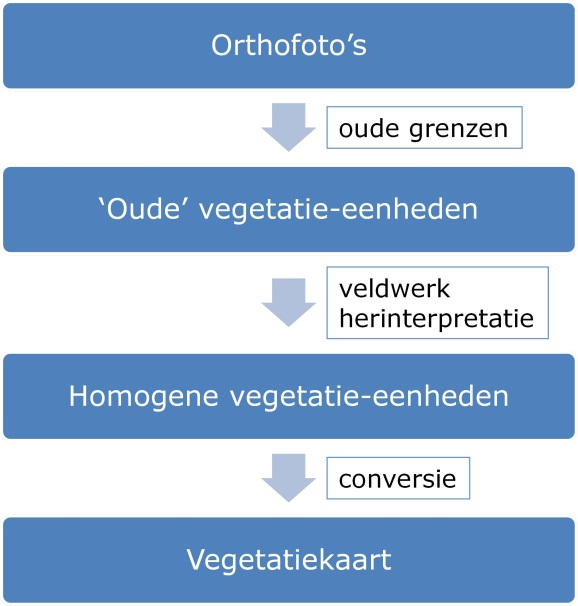 Orthofoto’s
oude grenzen
‘Oude’ vegetatie-eenheden
veldwerk
herinterpretatie
Homogene vegetatie-eenheden
conversie
Vegetatiekaart